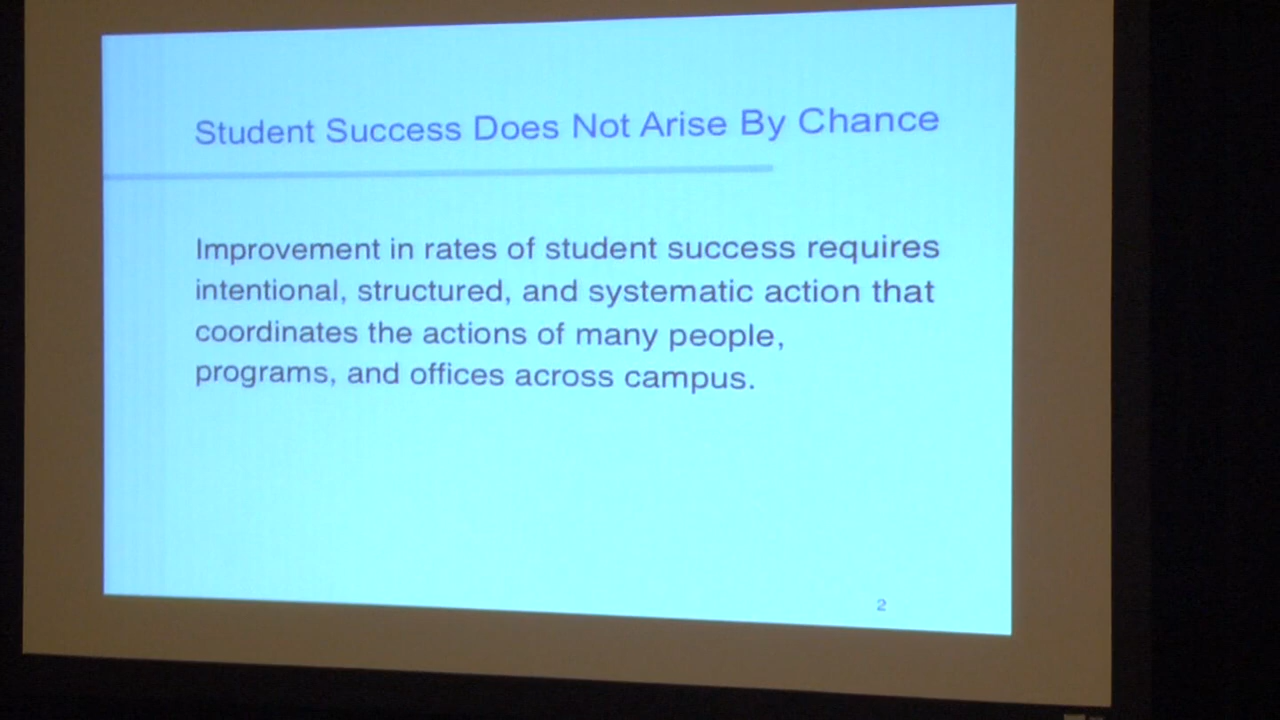 Student Success Does Not Arise By Chance
Improvement in rates of student success requires
intentional, structured, and systematic action that
coordinates the actions of many people,
programs, and offices across campus.
2